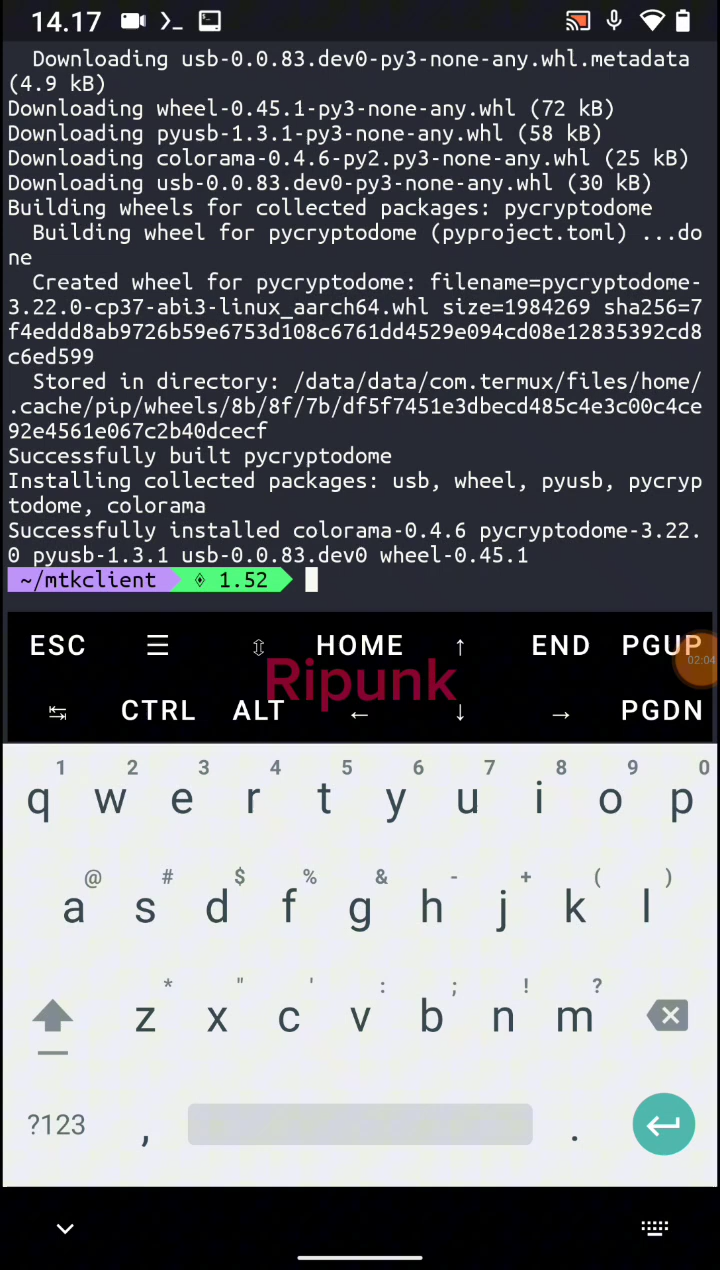 14.17
Downloading usb-0.0.83.dev0-py3-none-any.whl.metadata
(4.9 kB)
Downloading wheel-0.45.1-py3-none-any.whl (72 kB)
Downloading pyusb-1.3.1-py3-none-any.whl (58 kB)
Downloading colorama-0.4.6-py2.py3-none-any.whl (25 kB)
Downloading usb-0.0.83.dev0-py3-none-any.whl (30 kB)
Building wheels for collected packages: pycryptodome
Building wheel for pycryptodome (pyproject.toml) ...do
ne
Created wheel for pycryptodome: filename=pycryptodome-
3.22.0-cp37-abi3-linux_aarch64.whl size=1984269 sha256=7
f4eddd8ab9726b59e6753d108c6761dd4529e094cd08e12835392cd8
c6ed599
Stored in directory: /data/data/com.termux/files/home/
.cache/pip/wheels/8b/8f/7b/df5f7451e3dbecd485c4e3c00c4ce
92e4561e067c2b40dcecf
Successfully built pycryptodome
Installing collected packages: usb, wheel, pyusb, pycryp
todome, colorama
Successfully installed colorama-0.4.6 pycryptodome-3.22.
0 pyusb-1.3.1 usb-0.0.83.dev0 wheel-0.45.1
~/mtkclient 1.52
ESC ☰ ⇳ HOME ↑ END PGUP
02:04
Ripunk
↹ CTRL ALT ← ↓ → PGDN
1 2 3 4 5 6 7 8 9 0
q w e r t y u i o p
@ # $ % & - + ( )
a s d f g h j k l
* " ' : ; ! ?
z x c v b n m
?123 , .